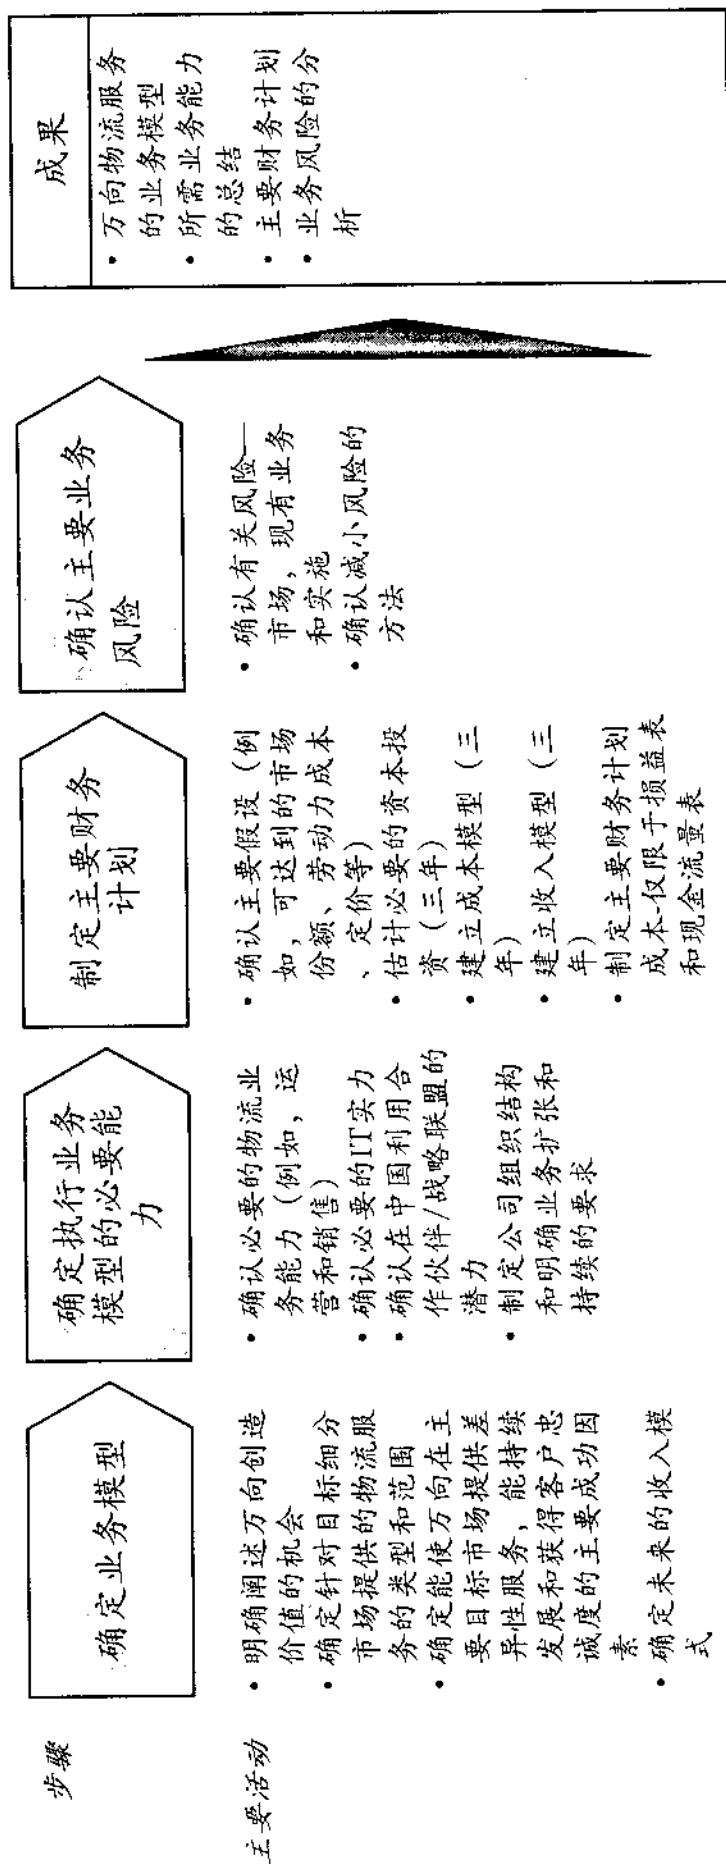 步骤
确定业务模型
确定执行业务
模型的必要能
力
制定主要财务
计划
确认主要业务
风险
成果
主要活动
• 明确阐述万向创造
价值的机会
• 确定针对目标细分
市场提供的物流服
务的类型和范围
• 确定能使万向在主
要目标市场提供差
异性服务，能持续
发展和获得客户忠
诚度的主要成功因
素
• 确定未来的收入模
式
• 确认必要的物流业
务能力（例如，运
营和销售）
• 确认必要的IT实力
• 确认在中国利用合
作伙伴/战略联盟的
潜力
• 制定公司组织结构
和明确业务扩张和
持续的要求
• 确认主要假设（例
如，可达到的市场
份额、劳动力成本
、定价等）
• 估计必要的资本投
资（三年）
• 建立成本模型（三
年）
• 建立收入模型（三
年）
• 制定主要财务计划
成本-仅限于损益表
和现金流量表
• 确认有关风险—
市场，现有业务
和实施
• 确认减小风险的
方法
• 万向物流服务
的业务模型
• 所需业务能力
的总结
• 主要财务计划
• 业务风险的分
析